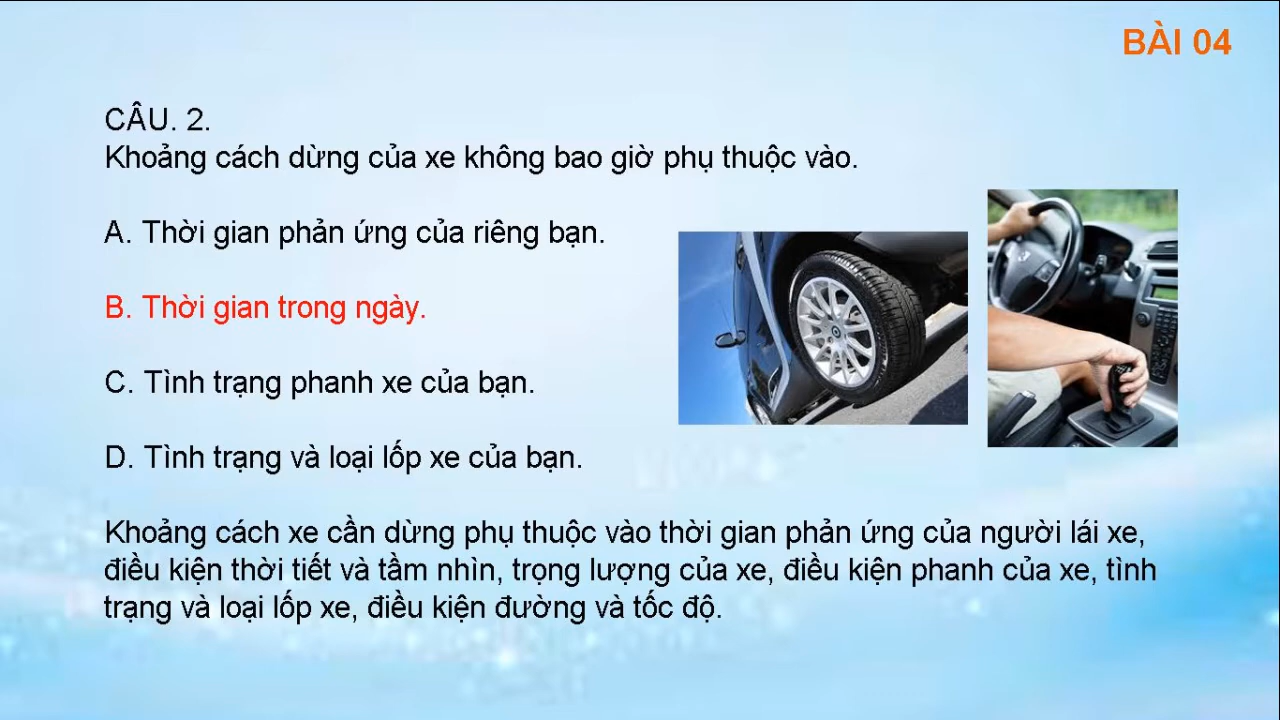 BÀI 04
CÂU. 2.
Khoảng cách dừng của xe không bao giờ phụ thuộc vào.
A. Thời gian phản ứng của riêng bạn.
B. Thời gian trong ngày.
C. Tình trạng phanh xe của bạn.
D. Tình trạng và loại lốp xe của bạn.
Khoảng cách xe cần dừng phụ thuộc vào thời gian phản ứng của người lái xe,
điều kiện thời tiết và tầm nhìn, trọng lượng của xe, điều kiện phanh của xe, tình
trạng và loại lốp xe, điều kiện đường và tốc độ.